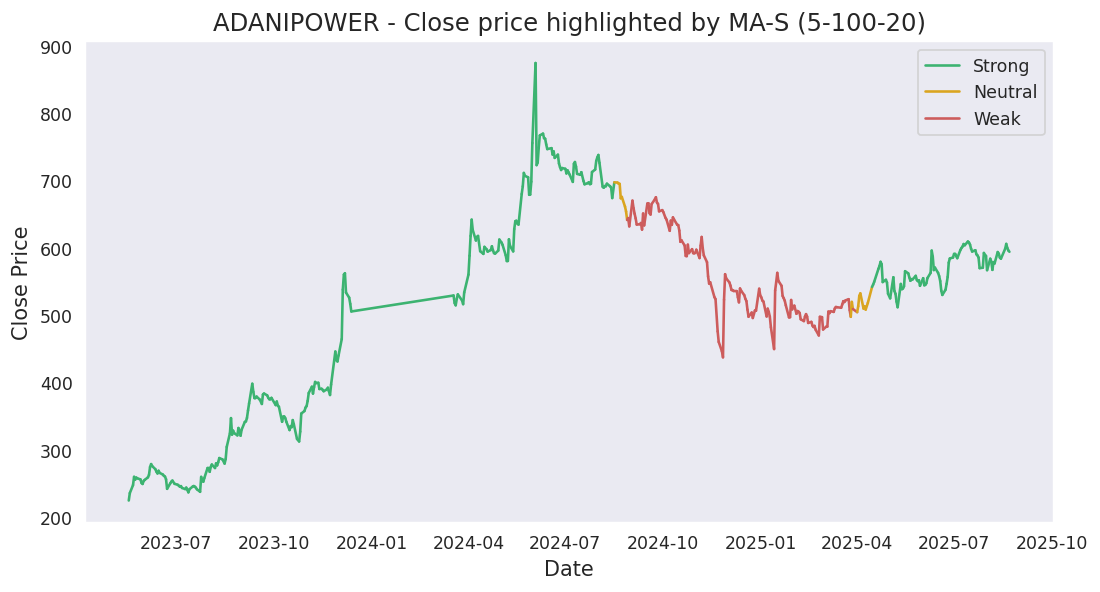 ADANIPOWER - Close price highlighted by MA-S (5-100-20)
Strong
Neutral
Weak
Close Price
900
800
700
600
500
400
300
200
2023-07 2023-10 2024-01 2024-04 2024-07 2024-10 2025-01 2025-04 2025-07 2025-10
Date